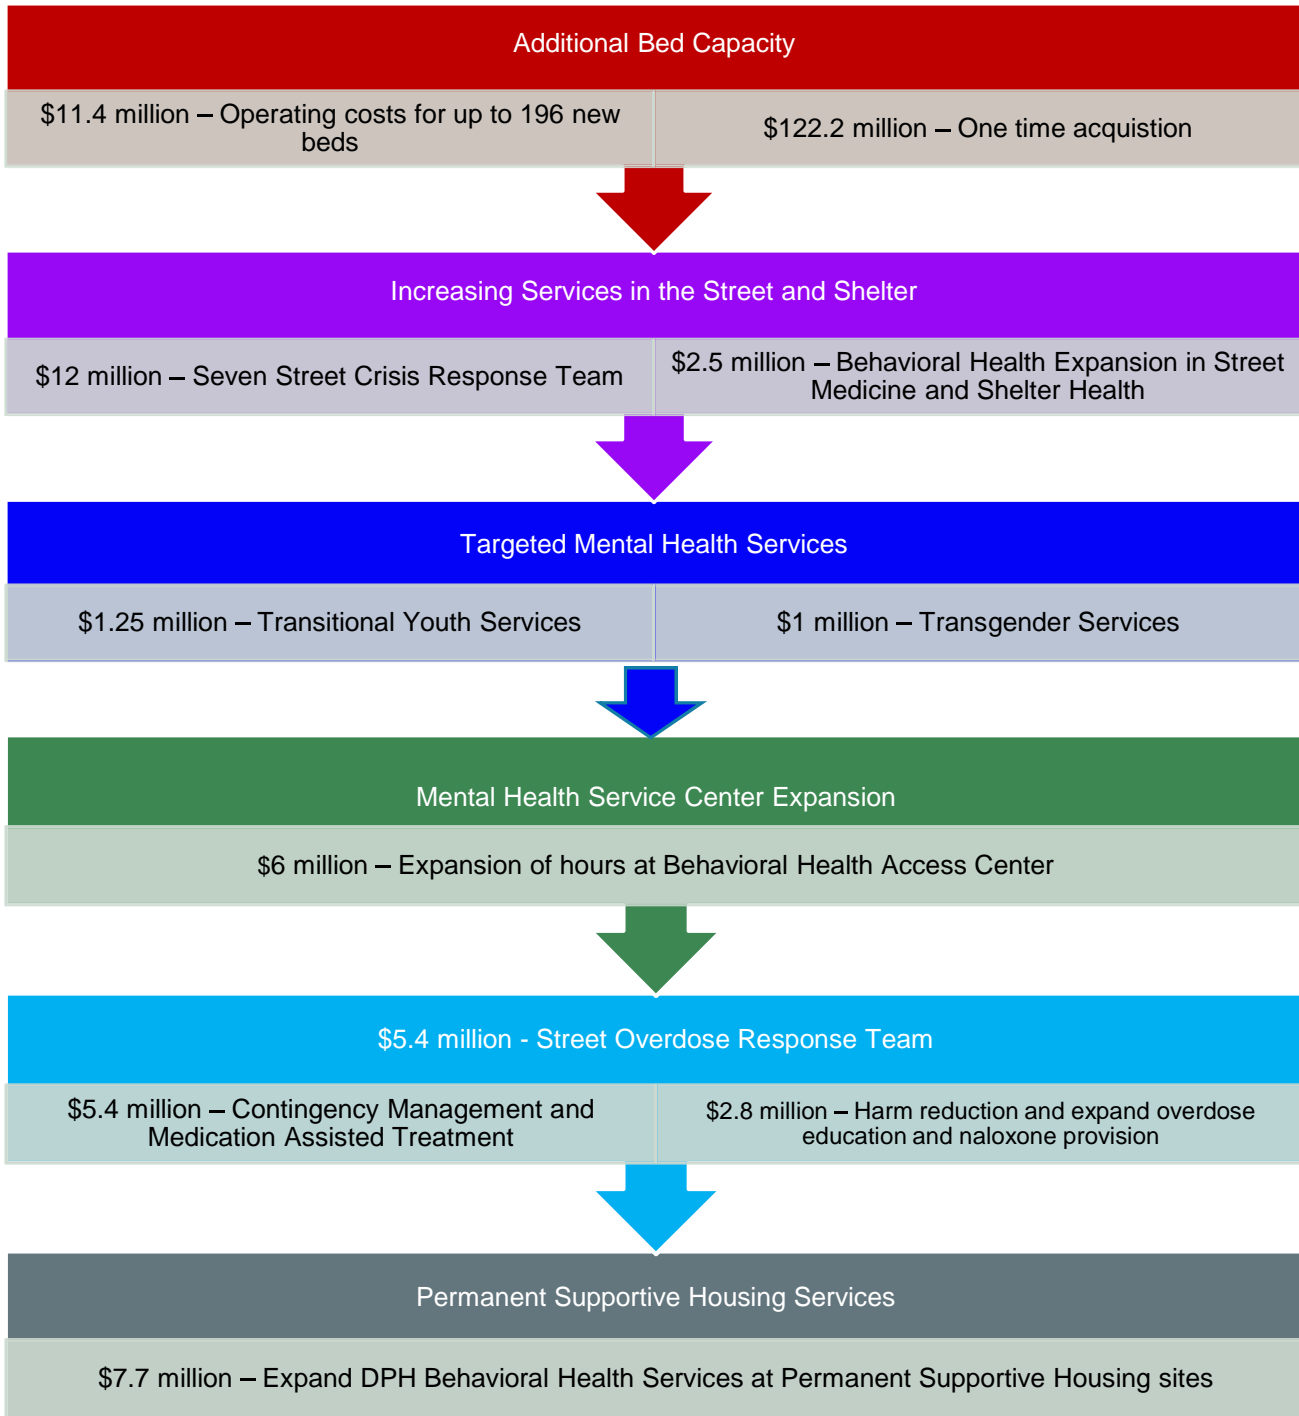 Additional Bed Capacity
$11.4 million – Operating costs for up to 196 new
beds
$122.2 million – One time acquistion
Increasing Services in the Street and Shelter
$12 million – Seven Street Crisis Response Team
$2.5 million – Behavioral Health Expansion in Street
Medicine and Shelter Health
Targeted Mental Health Services
$1.25 million – Transitional Youth Services
$1 million – Transgender Services
Mental Health Service Center Expansion
$6 million – Expansion of hours at Behavioral Health Access Center
$5.4 million - Street Overdose Response Team
$5.4 million – Contingency Management and
Medication Assisted Treatment
$2.8 million – Harm reduction and expand overdose
education and naloxone provision
Permanent Supportive Housing Services
$7.7 million – Expand DPH Behavioral Health Services at Permanent Supportive Housing sites